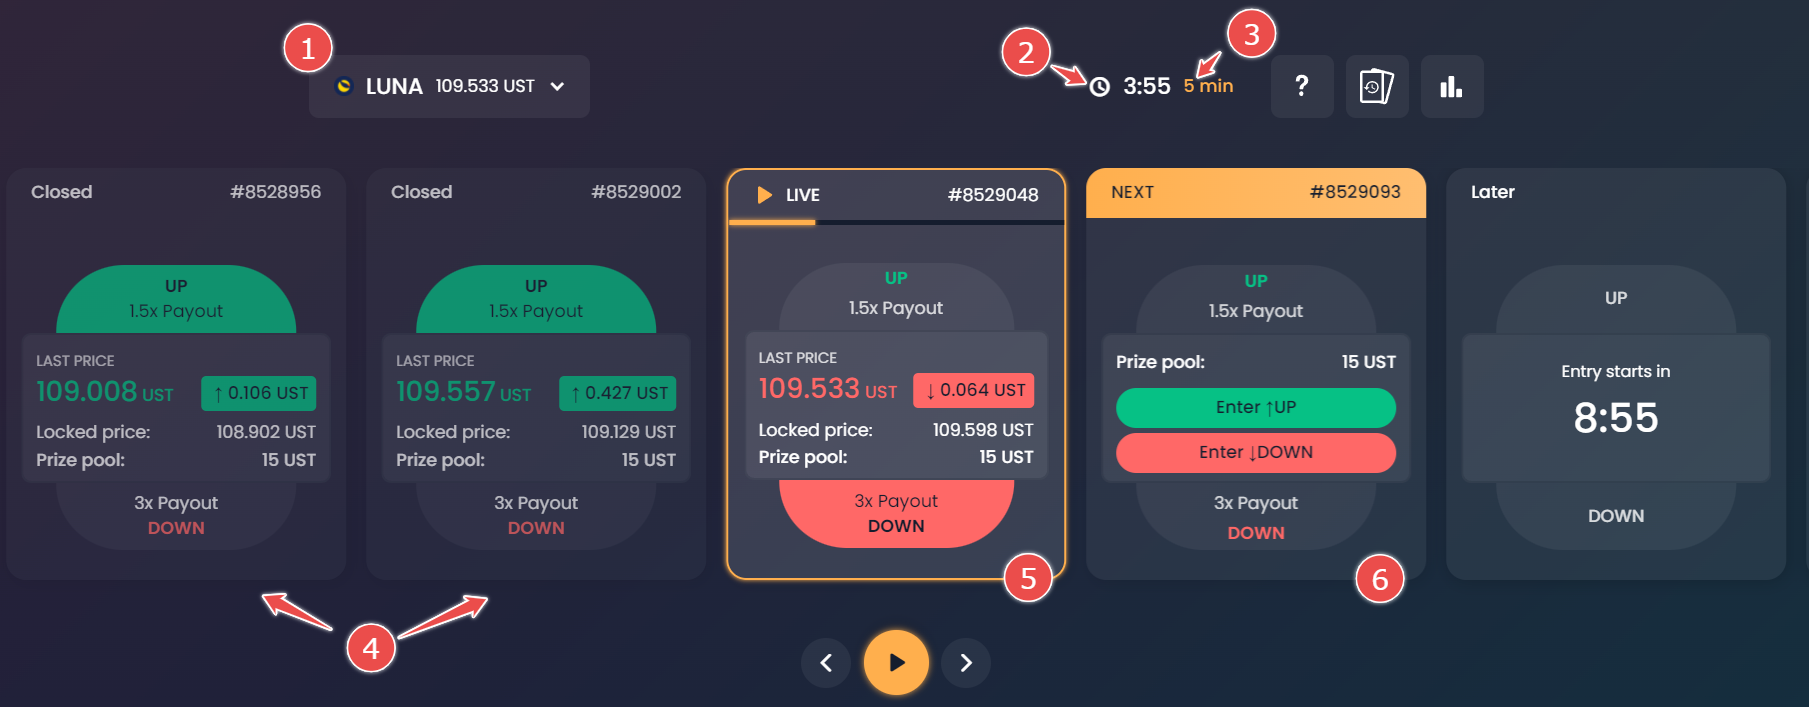 1
LUNA 109.533 UST
2
3:55
3
5 min
?
Closed #8528956
UP
1.5x Payout
LAST PRICE
109.008 UST ↑ 0.106 UST
Locked price: 108.902 UST
Prize pool: 15 UST
3x Payout
DOWN
Closed #8529002
UP
1.5x Payout
LAST PRICE
109.557 UST ↑ 0.427 UST
Locked price: 109.129 UST
Prize pool: 15 UST
3x Payout
DOWN
4
LIVE #8529048
UP
1.5x Payout
LAST PRICE
109.533 UST ↓ 0.064 UST
Locked price: 109.598 UST
Prize pool: 15 UST
3x Payout
DOWN
5
NEXT #8529093
UP
1.5x Payout
Prize pool: 15 UST
Enter ↑UP
Enter ↓DOWN
3x Payout
DOWN
6
Later
UP
Entry starts in
8:55
DOWN